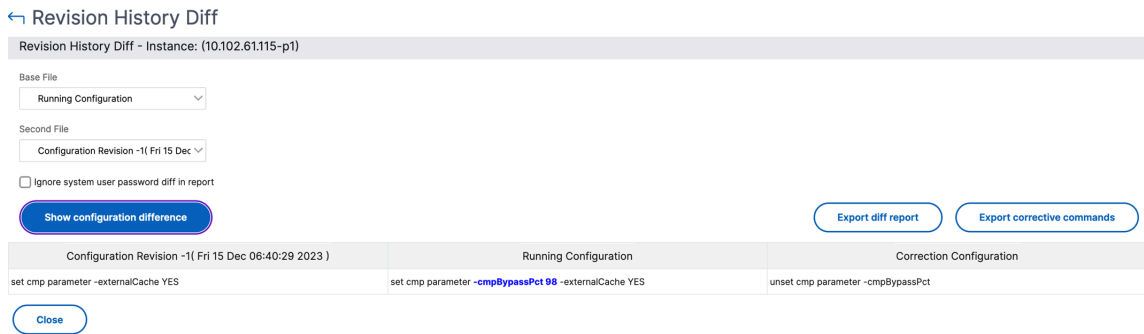 Revision History Diff
Revision History Diff - Instance: (10.102.61.115-p1)
Base File
Running Configuration
Second File
Configuration Revision -1( Fri 15 Dec
Ignore system user password diff in report
Show configuration difference
Export diff report
Export corrective commands
Configuration Revision -1( Fri 15 Dec 06:40:29 2023 )
Running Configuration
Correction Configuration
set cmp parameter -externalCache YES
set cmp parameter -cmpBypassPct 98 -externalCache YES
unset cmp parameter -cmpBypassPct
Close